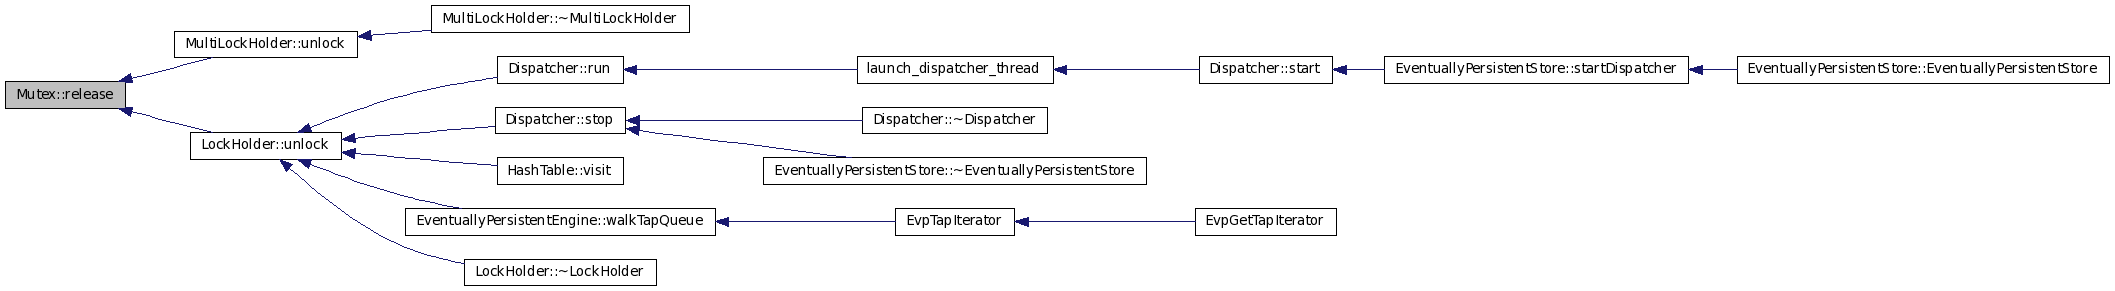 MultiLockHolder::~MultiLockHolder
MultiLockHolder::unlock
Dispatcher::run
launch_dispatcher_thread
Dispatcher::start
EventuallyPersistentStore::startDispatcher
EventuallyPersistentStore::EventuallyPersistentStore
Mutex::release
Dispatcher::stop
Dispatcher::~Dispatcher
LockHolder::unlock
HashTable::visit
EventuallyPersistentStore::~EventuallyPersistentStore
EventuallyPersistentEngine::walkTapQueue
EvpTapIterator
EvpGetTapIterator
LockHolder::~LockHolder